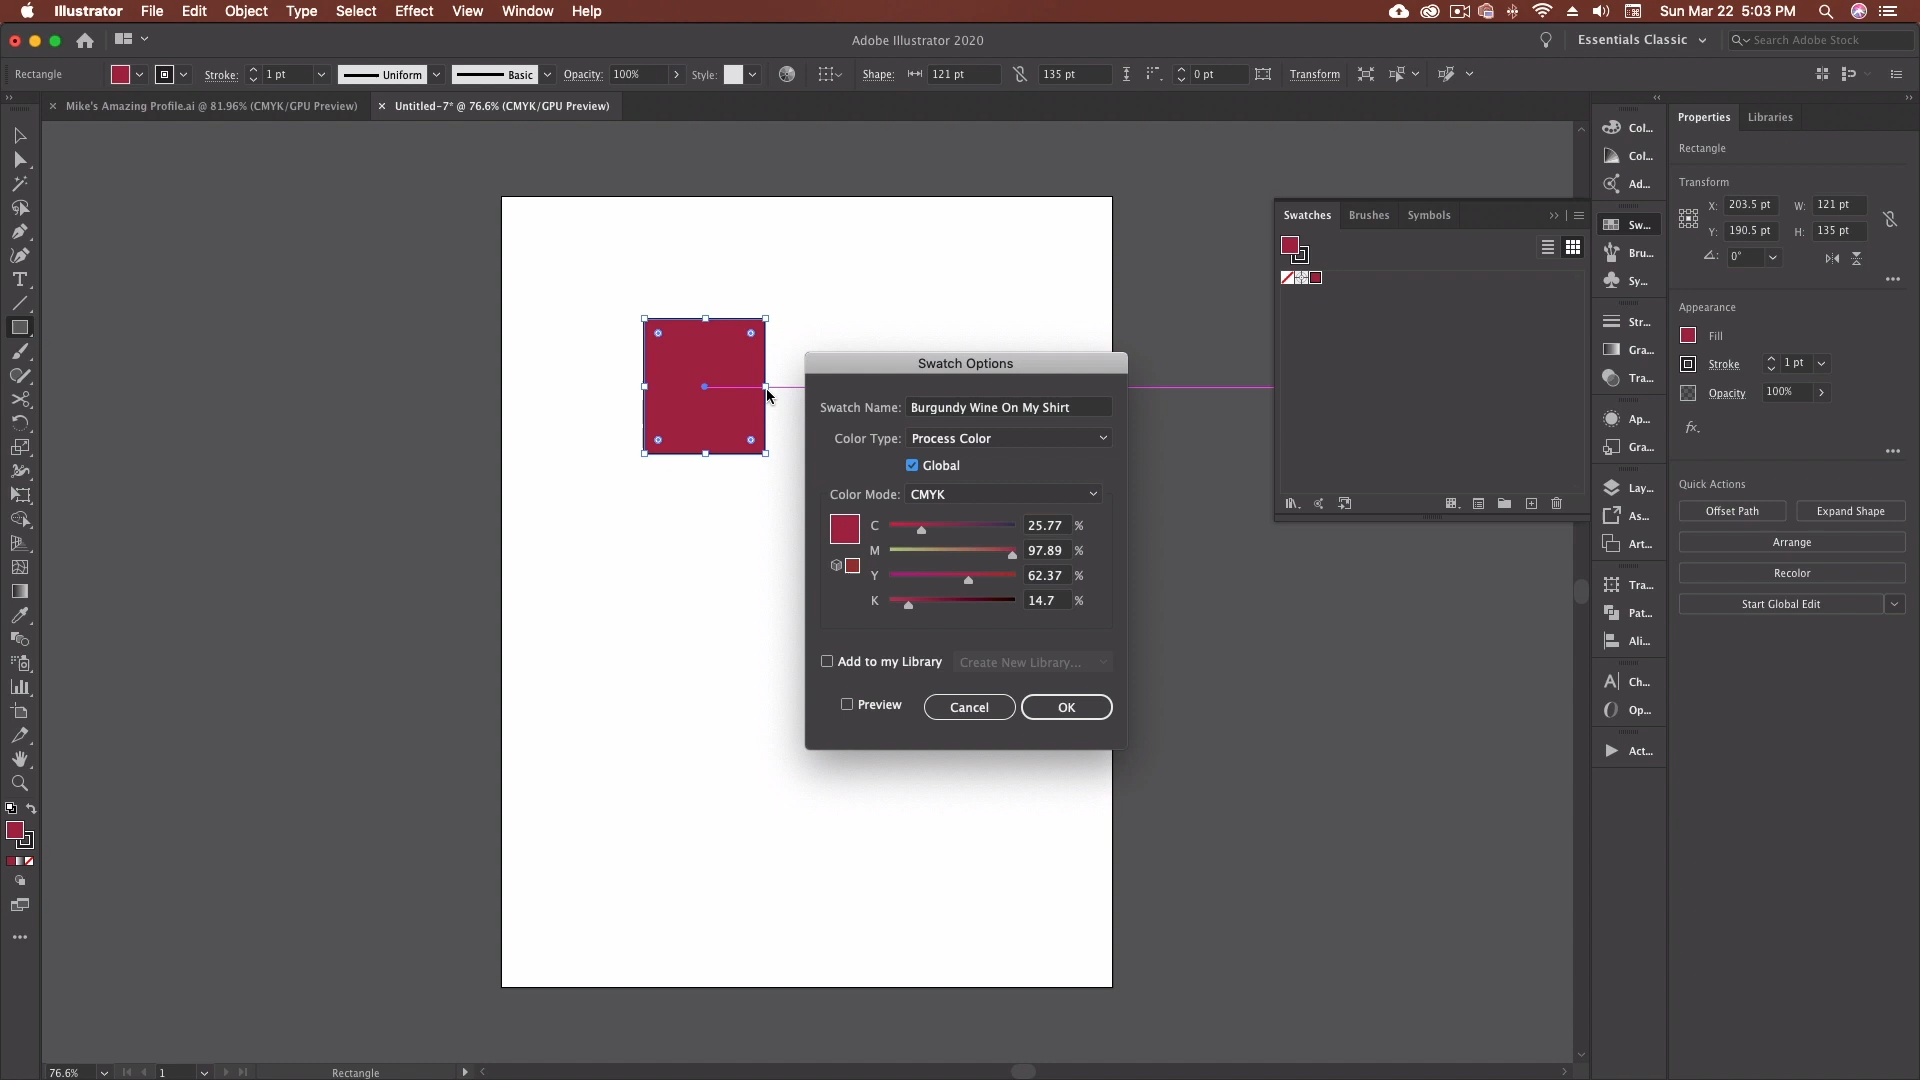 Illustrator File Edit Object Type Select Effect View Window Help Sun Mar 22 5:03 PM
Adobe Illustrator 2020 Essentials Classic Search Adobe Stock
Rectangle Stroke: 1 pt Uniform Basic Opacity: 100% Style: Shape: 121 pt 135 pt 0 pt Transform
Mike's Amazing Profile.ai @ 81.96% (CMYK/GPU Preview) Untitled-7* @ 76.6% (CMYK/GPU Preview)
Swatches Brushes Symbols
Col...
Col...
Ad...
Sw...
Bru...
Sy...
Str...
Gra...
Tra...
Ap...
Gra...
Lay...
As...
Art...
Tra...
Pat...
Ali...
Ch...
Op...
Act...
Properties Libraries
Rectangle
Transform
X: 203.5 pt W: 121 pt
Y: 190.5 pt H: 135 pt
0°
Appearance
Fill
Stroke 1 pt
Opacity 100%
fx.
Quick Actions
Offset Path Expand Shape
Arrange
Recolor
Start Global Edit
Swatch Options
Swatch Name: Burgundy Wine On My Shirt
Color Type: Process Color
Global
Color Mode: CMYK
C 25.77 %
M 97.89 %
Y 62.37 %
K 14.7 %
Add to my Library Create New Library...
Preview Cancel OK
76.6% 1 Rectangle